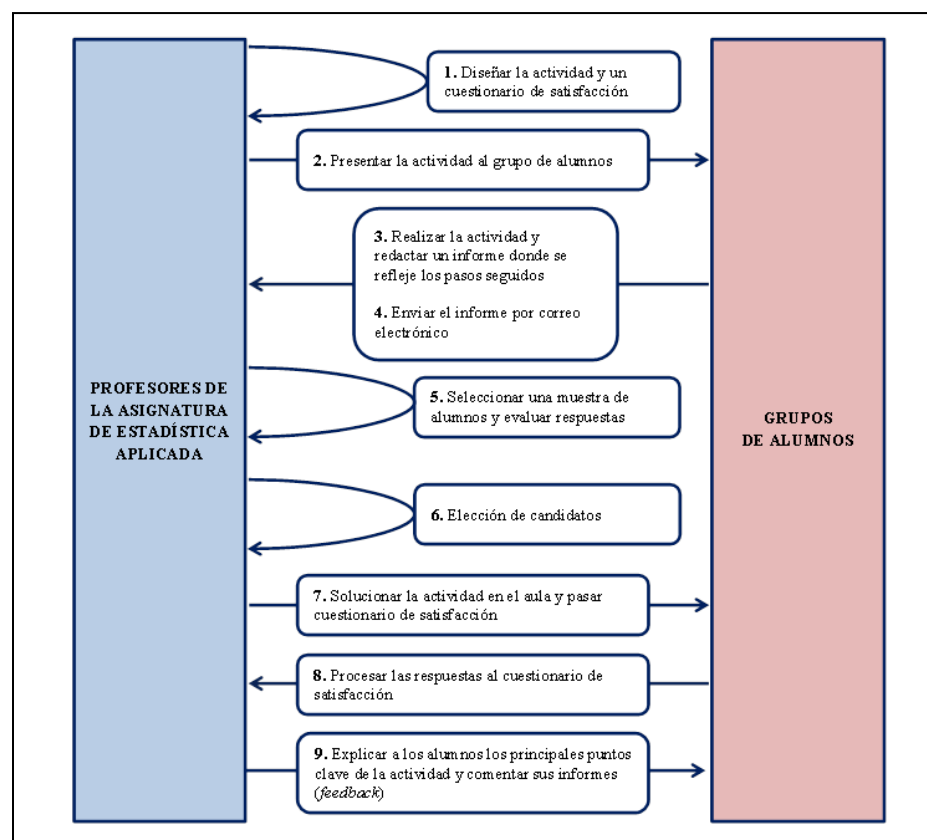 1. Diseñar la actividad y un
cuestionario de satisfacción
2. Presentar la actividad al grupo de alumnos
3. Realizar la actividad y
redactar un informe donde se
refleje los pasos seguidos
4. Enviar el informe por correo
electrónico
PROFESORES DE
LA ASIGNATURA
DE ESTADÍSTICA
APLICADA
5. Seleccionar una muestra de
alumnos y evaluar respuestas
GRUPOS
DE ALUMNOS
6. Elección de candidatos
7. Solucionar la actividad en el aula y pasar
cuestionario de satisfacción
8. Procesar las respuestas al cuestionario de
satisfacción
9. Explicar a los alumnos los principales puntos
clave de la actividad y comentar sus informes
(feedback)